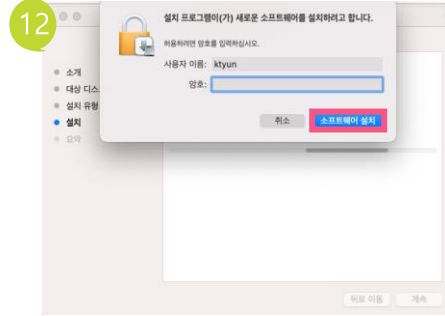 12
설치 프로그램이(가) 새로운 소프트웨어를 설치하려고 합니다.
허용하려면 암호를 입력하십시오.
사용자 이름: ktyun
암호:
취소 소프트웨어 설치
소개
대상 디스
설치 유형
설치
요약
뒤로 이동 계속